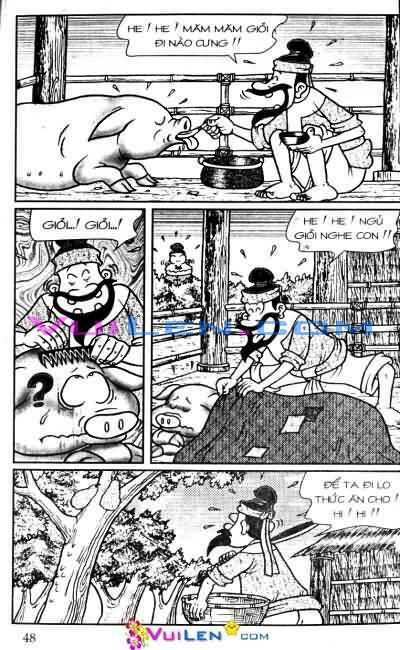 HE! HE! MĂM MĂM GIỎI
ĐI NÀO CƯNG!!
GIỎI..! GIỎI...!
HE! HE! NGỦ
GIỎI NGHE CON!!
?
VUILEN.COM
ĐỂ TA ĐI LO
THỨC ĂN CHO!
HI! HI!!
48
VUILEN.COM